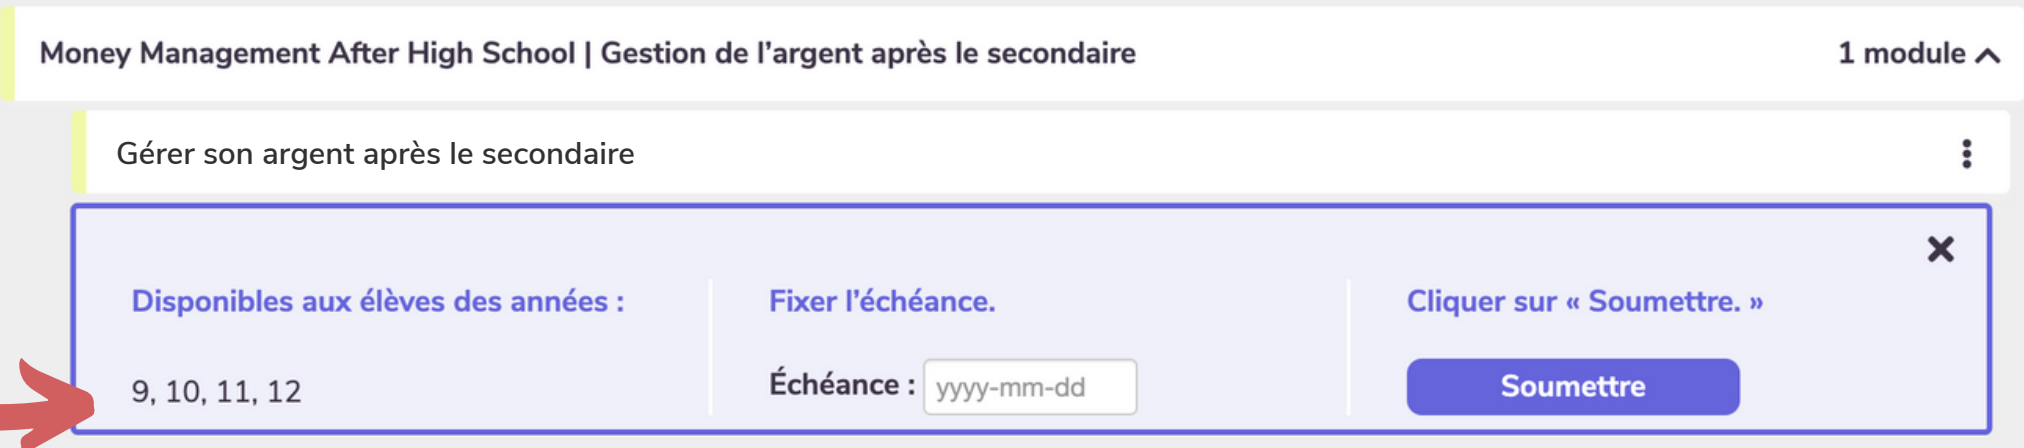 Money Management After High School | Gestion de l'argent après le secondaire
1 module
Gérer son argent après le secondaire
Disponibles aux élèves des années :
9, 10, 11, 12
Fixer l'échéance.
Échéance : yyyy-mm-dd
Cliquer sur « Soumettre. »
Soumettre